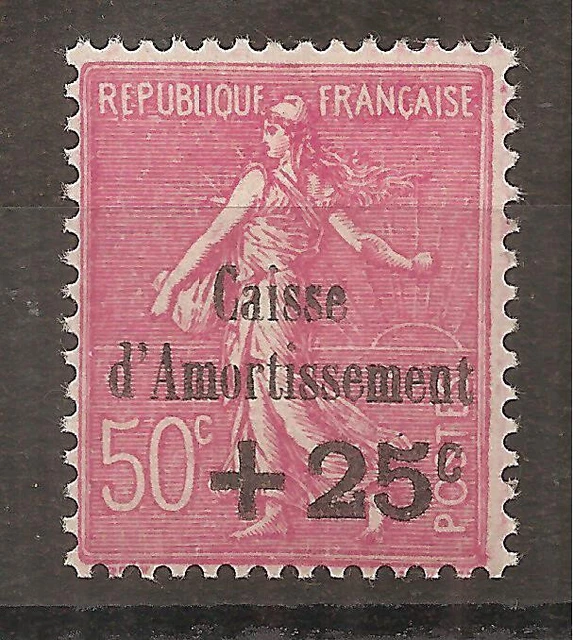 REPUBLIQUE FRANÇAISE
Caisse
d'Amortissement
50c
+25c
POSTES